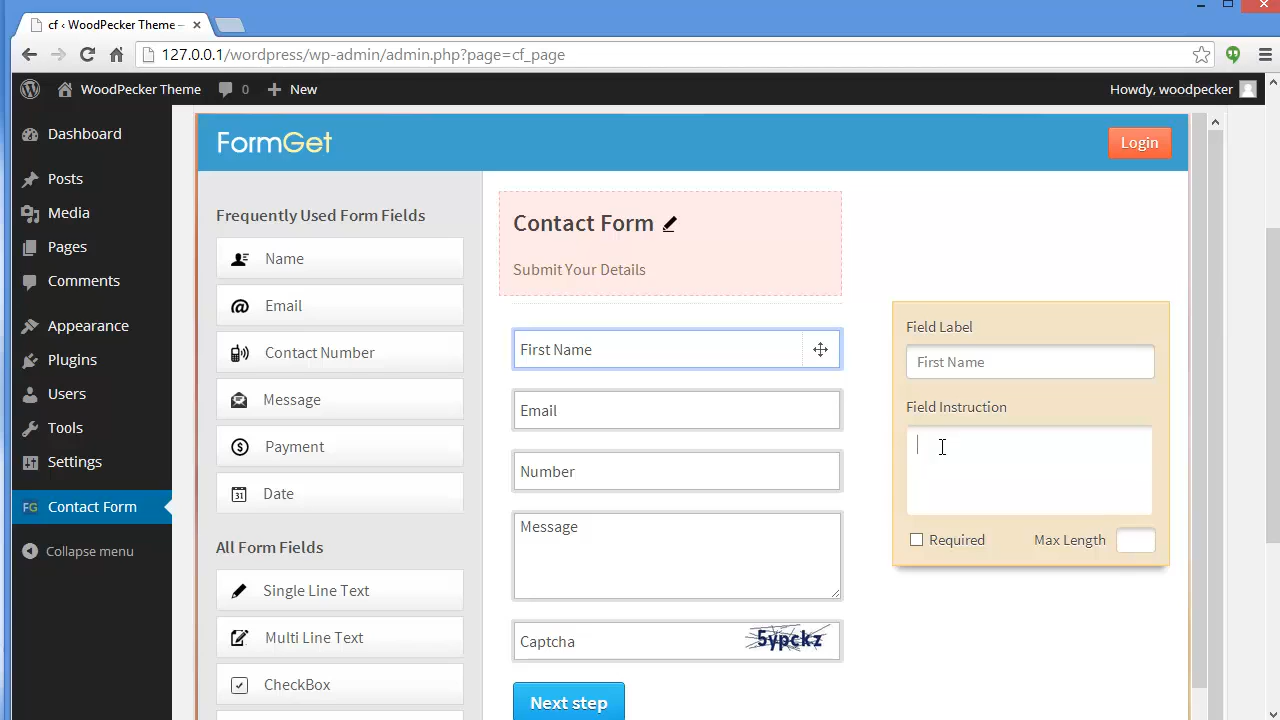 cf ‹ WoodPecker Theme –
127.0.0.1/wordpress/wp-admin/admin.php?page=cf_page
WoodPecker Theme 0 New Howdy, woodpecker
Dashboard
Posts
Media
Pages
Comments
Appearance
Plugins
Users
Tools
Settings
FG Contact Form
Collapse menu
FormGet
Login
Frequently Used Form Fields
Name
Email
Contact Number
Message
Payment
31 Date
All Form Fields
Single Line Text
Multi Line Text
CheckBox
Contact Form
Submit Your Details
First Name
Email
Number
Message
Captcha 5ypckz
Next step
Field Label
First Name
Field Instruction
Required Max Length